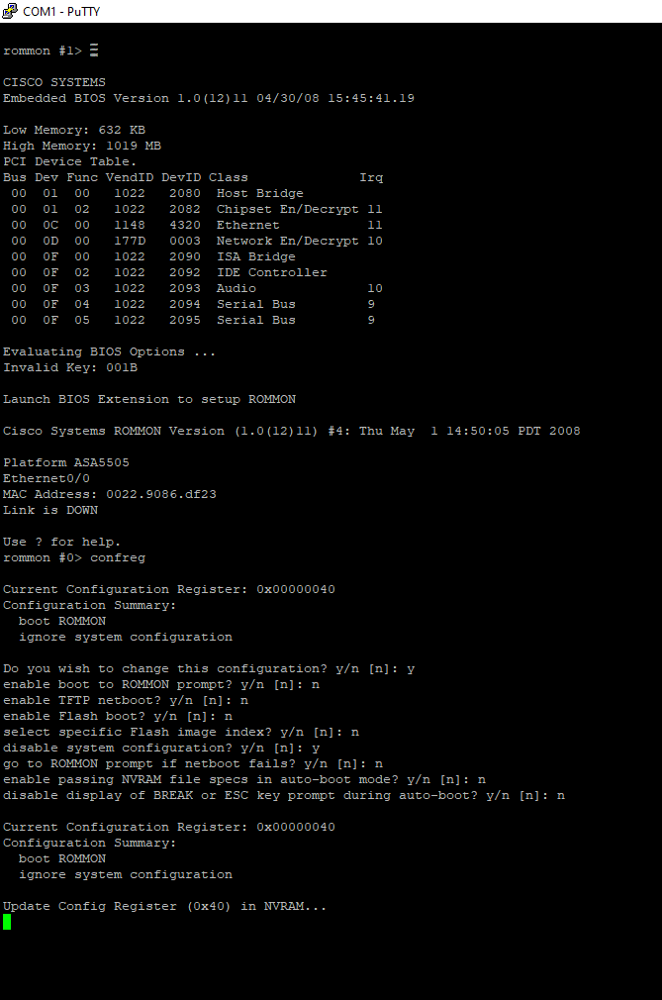 COM1 - PuTTY
rommon #1>
CISCO SYSTEMS
Embedded BIOS Version 1.0(12)11 04/30/08 15:45:41.19
Low Memory: 632 KB
High Memory: 1019 MB
PCI Device Table.
Bus Dev Func VendID DevID Class Irq
00 01 00 1022 2080 Host Bridge
00 01 02 1022 2082 Chipset En/Decrypt 11
00 0C 00 1148 4320 Ethernet 11
00 0D 00 177D 0003 Network En/Decrypt 10
00 0F 00 1022 2090 ISA Bridge
00 0F 02 1022 2092 IDE Controller
00 0F 03 1022 2093 Audio 10
00 0F 04 1022 2094 Serial Bus 9
00 0F 05 1022 2095 Serial Bus 9
Evaluating BIOS Options ...
Invalid Key: 001B
Launch BIOS Extension to setup ROMMON
Cisco Systems ROMMON Version (1.0(12)11) #4: Thu May  1 14:50:05 PDT 2008
Platform ASA5505
Ethernet0/0
MAC Address: 0022.9086.df23
Link is DOWN
Use ? for help.
rommon #0> confreg
Current Configuration Register: 0x00000040
Configuration Summary:
boot ROMMON
ignore system configuration
Do you wish to change this configuration? y/n [n]: y
enable boot to ROMMON prompt? y/n [n]: n
enable TFTP netboot? y/n [n]: n
enable Flash boot? y/n [n]: n
select specific Flash image index? y/n [n]: n
disable system configuration? y/n [n]: y
go to ROMMON prompt if netboot fails? y/n [n]: n
enable passing NVRAM file specs in auto-boot mode? y/n [n]: n
disable display of BREAK or ESC key prompt during auto-boot? y/n [n]: n
Current Configuration Register: 0x00000040
Configuration Summary:
boot ROMMON
ignore system configuration
Update Config Register (0x40) in NVRAM...